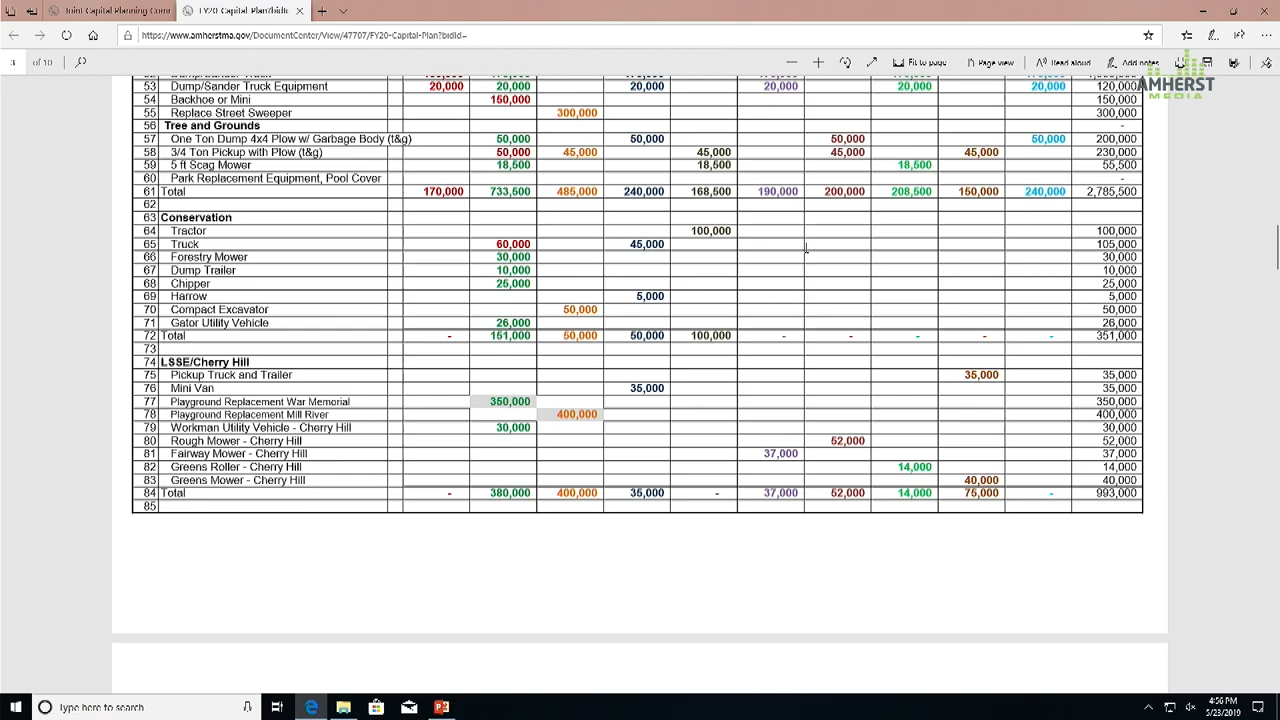 Joint Capital Planning Com
FY20-Capital-Plan?bidId=
https://www.amherstma.gov/DocumentCenter/View/47707/FY20-Capital-Plan?bidId=
3 of 10
Fit to page
Page view
Read aloud
Add notes
AMHERST
MEDIA
53 Dump/Sander Truck Equipment 20,000 20,000 20,000 20,000 20,000 20,000 120,000
54 Backhoe or Mini 150,000 150,000
55 Replace Street Sweeper 300,000 300,000
56 Tree and Grounds -
57 One Ton Dump 4x4 Plow w/ Garbage Body (t&g) 50,000 50,000 50,000 50,000 200,000
58 3/4 Ton Pickup with Plow (t&g) 50,000 45,000 45,000 45,000 45,000 230,000
59 5 ft Scag Mower 18,500 18,500 18,500 55,500
60 Park Replacement Equipment, Pool Cover -
61 Total 170,000 733,500 485,000 240,000 168,500 190,000 200,000 208,500 150,000 240,000 2,785,500
62
63 Conservation
64 Tractor 100,000 100,000
65 Truck 60,000 45,000 105,000
66 Forestry Mower 30,000 30,000
67 Dump Trailer 10,000 10,000
68 Chipper 25,000 25,000
69 Harrow 5,000 5,000
70 Compact Excavator 50,000 50,000
71 Gator Utility Vehicle 26,000 26,000
72 Total - 151,000 50,000 50,000 100,000 - - - - - 351,000
73
74 LSSE/Cherry Hill
75 Pickup Truck and Trailer 35,000 35,000
76 Mini Van 35,000 35,000
77 Playground Replacement War Memorial 350,000 350,000
78 Playground Replacement Mill River 400,000 400,000
79 Workman Utility Vehicle - Cherry Hill 30,000 30,000
80 Rough Mower - Cherry Hill 52,000 52,000
81 Fairway Mower - Cherry Hill 37,000 37,000
82 Greens Roller - Cherry Hill 14,000 14,000
83 Greens Mower - Cherry Hill 40,000 40,000
84 Total - 380,000 400,000 35,000 - 37,000 52,000 14,000 75,000 - 993,000
85
Type here to search
4:56 PM
5/23/2019